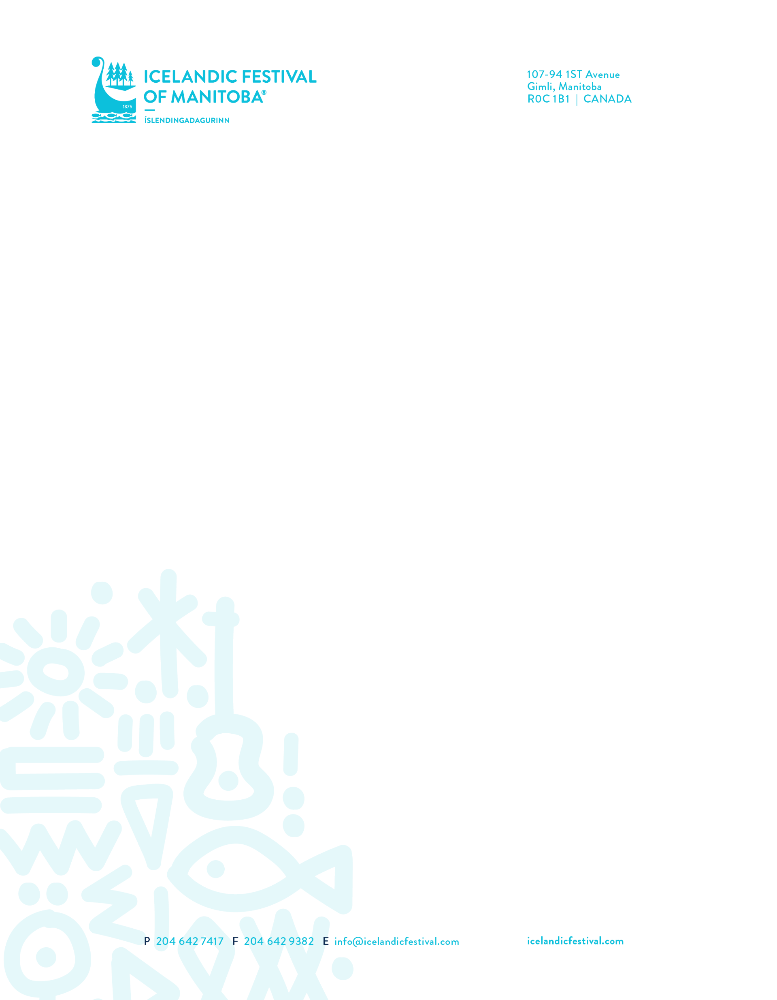 ICELANDIC FESTIVAL
OF MANITOBA®
1875
ÍSLENDINGADAGURINN
107-94 1ST Avenue
Gimli, Manitoba
R0C 1B1 | CANADA
P 204 642 7417 F 204 642 9382 E info@icelandicfestival.com
icelandicfestival.com